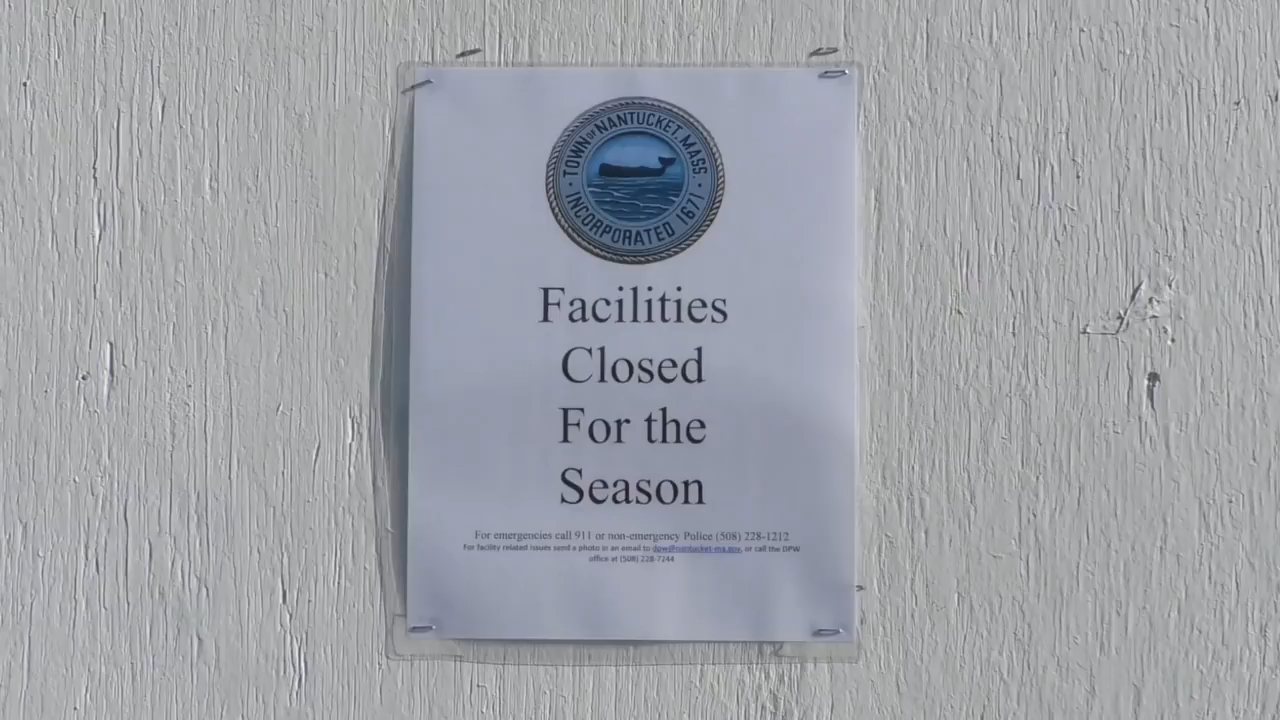 TOWN OF NANTUCKET, MASS.
INCORPORATED 1671
Facilities
Closed
For the
Season
For emergencies call 911 or non-emergency Police (508) 228-1212
For facility related issues send a photo in an email to dpw@nantucket-ma.gov, or call the DPW
office at (508) 228-7244